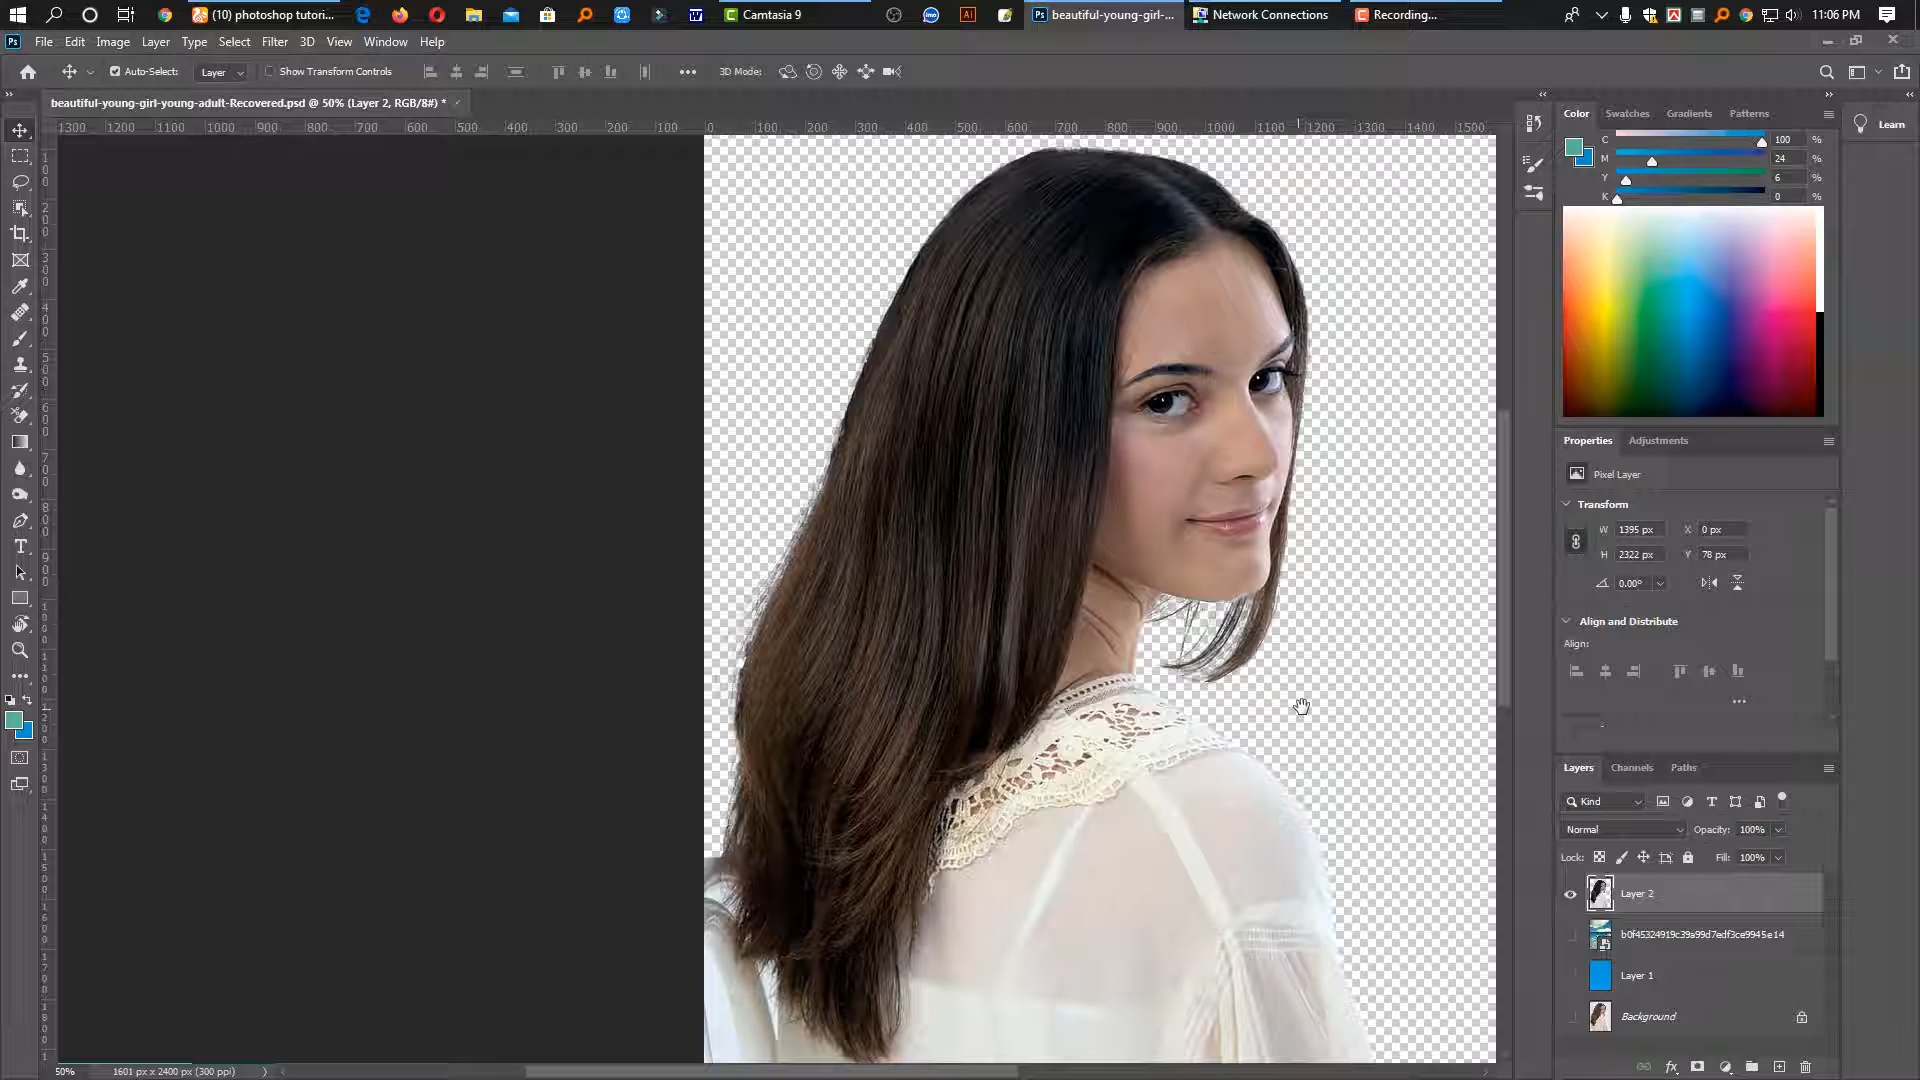 (10) photoshop tutori...
Camtasia 9
beautiful-young-girl-...
Network Connections
Recording...
11:06 PM
File Edit Image Layer Type Select Filter 3D View Window Help
Auto-Select: Layer Show Transform Controls 3D Mode:
beautiful-young-girl-young-adult-Recovered.psd @ 50% (Layer 2, RGB/8#) *
1300 1200 1100 1000 900 800 700 600 500 400 300 200 100 0 100 200 300 400 500 600 700 800 900 1000 1100 1200 1300 1400 1500
Color Swatches Gradients Patterns
Learn
C 100 %
M 24 %
Y 6 %
K 0 %
Properties Adjustments
Pixel Layer
Transform
W 1395 px X 0 px
H 2322 px Y 78 px
0.00°
Align and Distribute
Align:
Layers Channels Paths
Kind
Normal Opacity: 100%
Lock: Fill: 100%
Layer 2
b0f45324919c39a99d7edf3ce9945e14
Layer 1
Background
50% 1601 px x 2400 px (300 ppi)